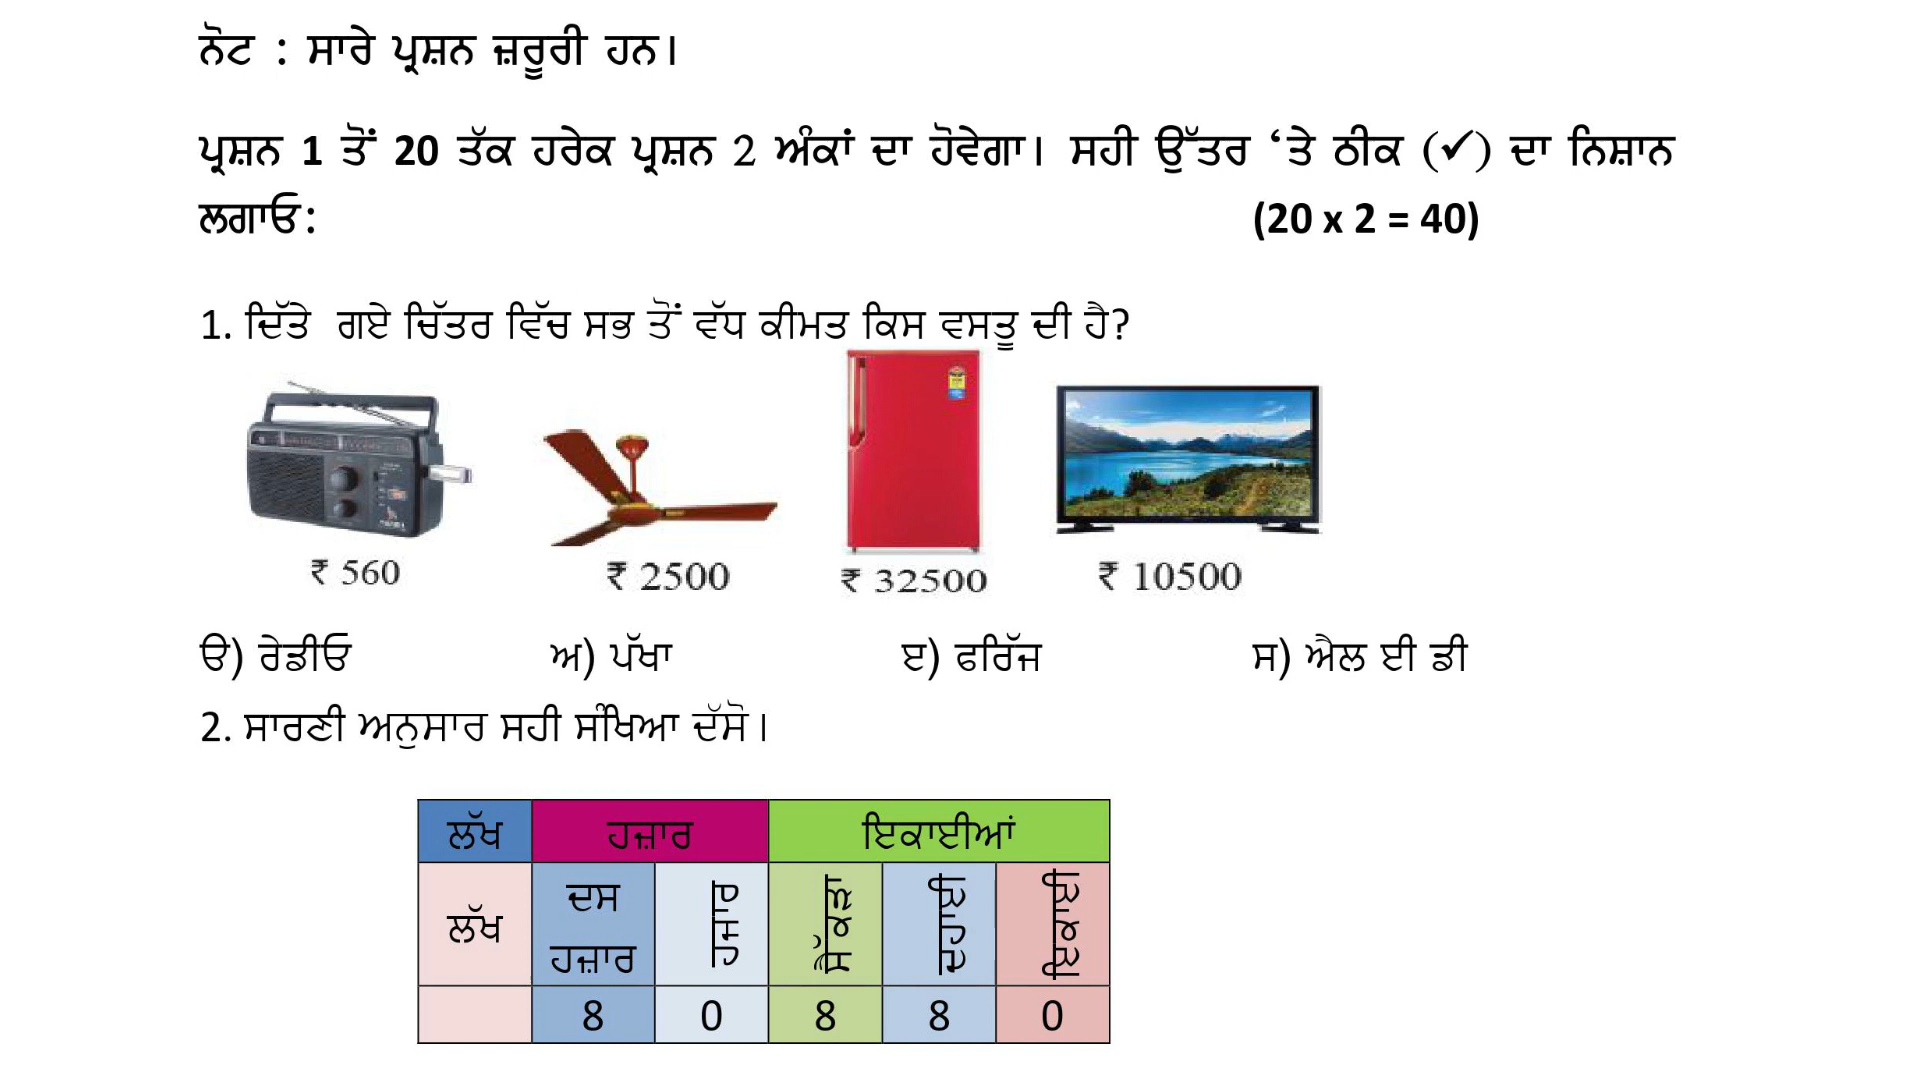 ਨੋਟ : ਸਾਰੇ ਪ੍ਰਸ਼ਨ ਜ਼ਰੂਰੀ ਹਨ।
ਪ੍ਰਸ਼ਨ 1 ਤੋਂ 20 ਤੱਕ ਹਰੇਕ ਪ੍ਰਸ਼ਨ 2 ਅੰਕਾਂ ਦਾ ਹੋਵੇਗਾ। ਸਹੀ ਉੱਤਰ ‘ਤੇ ਠੀਕ (✓) ਦਾ ਨਿਸ਼ਾਨ
ਲਗਾਓ: (20 x 2 = 40)
1. ਦਿੱਤੇ ਗਏ ਚਿੱਤਰ ਵਿੱਚ ਸਭ ਤੋਂ ਵੱਧ ਕੀਮਤ ਕਿਸ ਵਸਤੂ ਦੀ ਹੈ?
₹ 560 ₹ 2500 ₹ 32500 ₹ 10500
ੳ) ਰੇਡੀਓ ਅ) ਪੱਖਾ ੲ) ਫਰਿੱਜ ਸ) ਐਲ ਈ ਡੀ
2. ਸਾਰਣੀ ਅਨੁਸਾਰ ਸਹੀ ਸੰਖਿਆ ਦੱਸੋ।
ਲੱਖ ਹਜ਼ਾਰ ਇਕਾਈਆਂ
ਲੱਖ ਦਸ ਹਜ਼ਾਰ ਹਜਾਰ ਸੈੱਕੜਾ ਦਹਾਈ ਇਕਾਈ
8 0 8 8 0